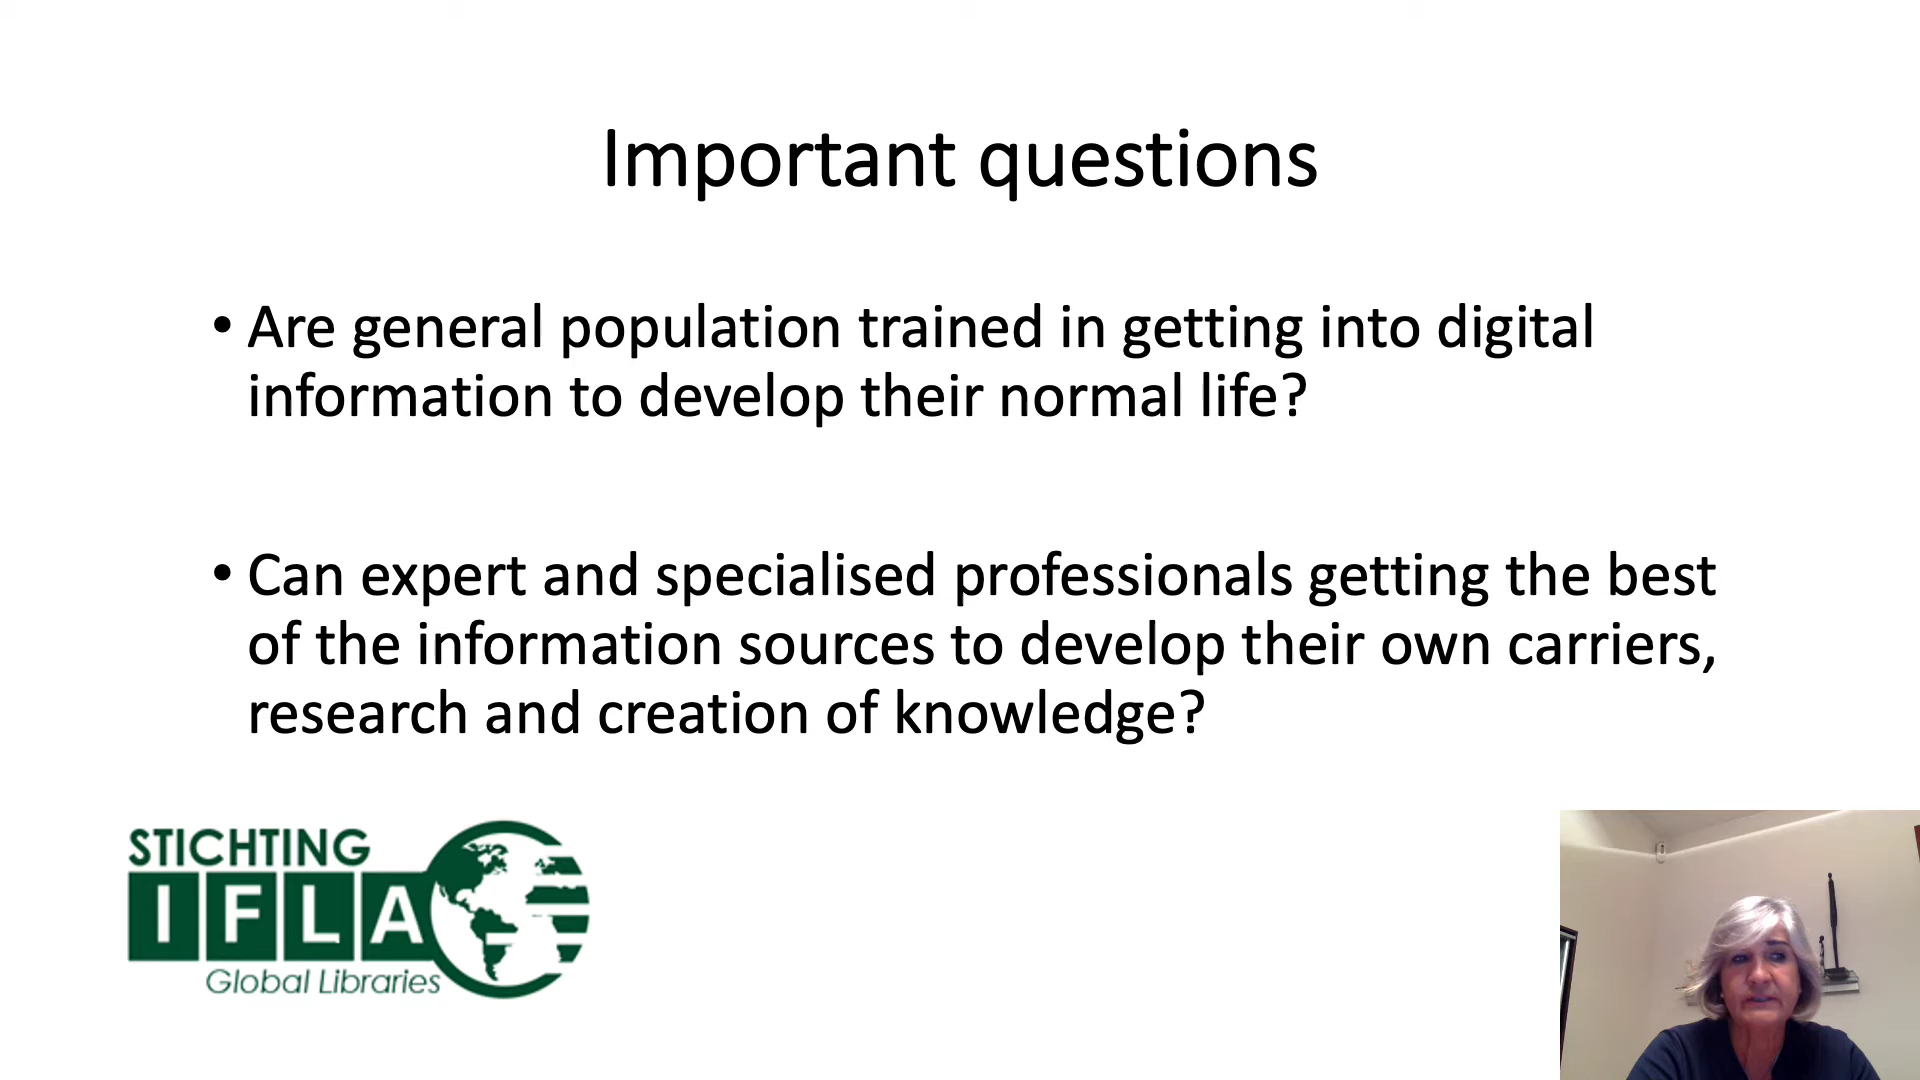 Important questions
• Are general population trained in getting into digital
information to develop their normal life?
• Can expert and specialised professionals getting the best
of the information sources to develop their own carriers,
research and creation of knowledge?
STICHTING
IFLA
Global Libraries